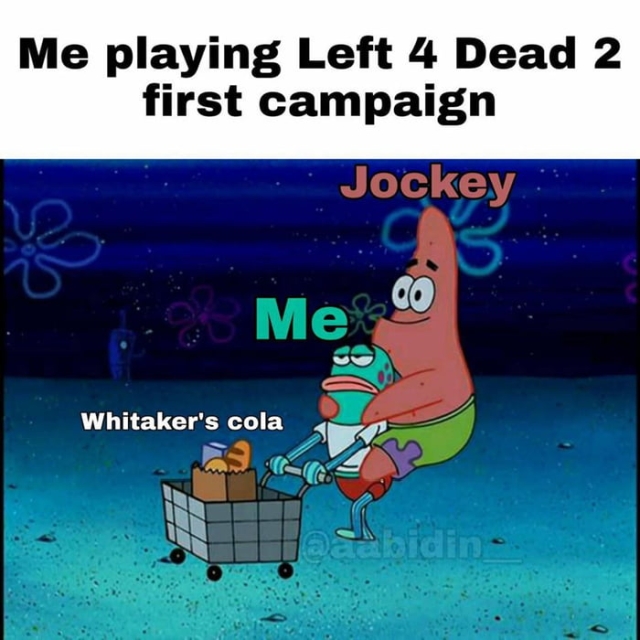 Me playing Left 4 Dead 2
first campaign
Jockey
Me
Whitaker's cola
@aabidin__